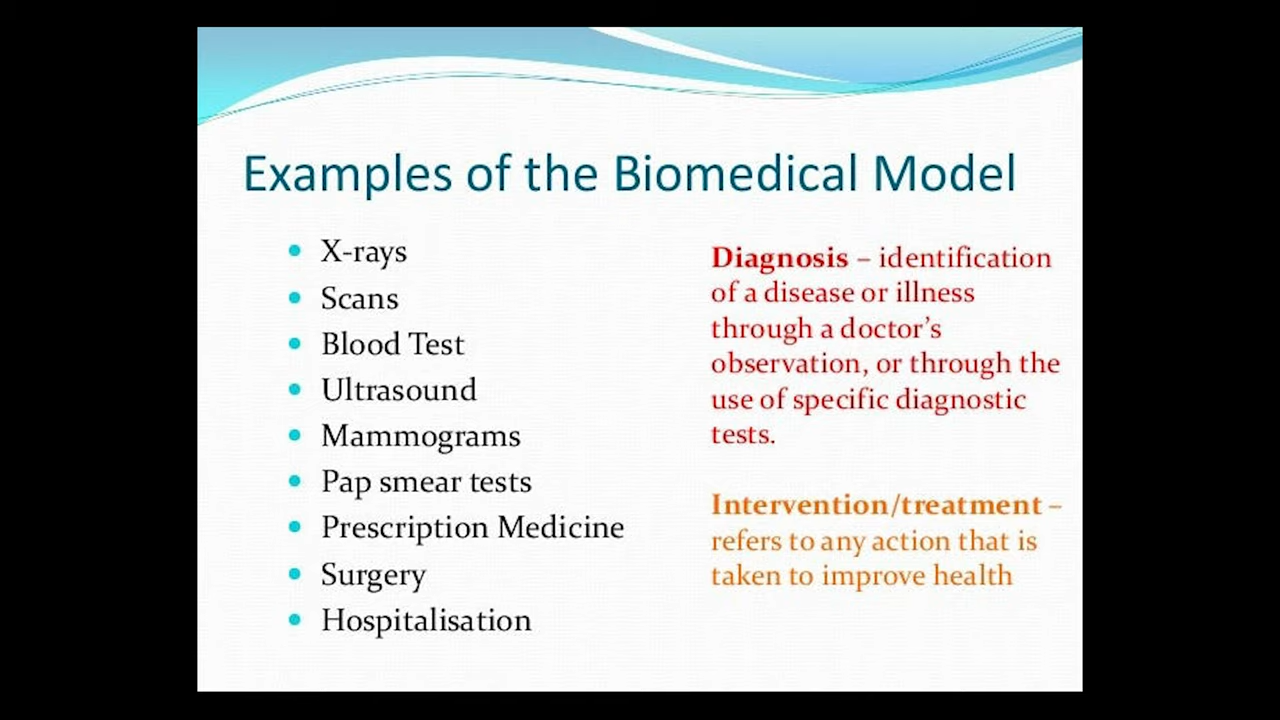 Examples of the Biomedical Model
X-rays
Scans
Blood Test
Ultrasound
Mammograms
Pap smear tests
Prescription Medicine
Surgery
Hospitalisation
Diagnosis – identification
of a disease or illness
through a doctor’s
observation, or through the
use of specific diagnostic
tests.
Intervention/treatment –
refers to any action that is
taken to improve health